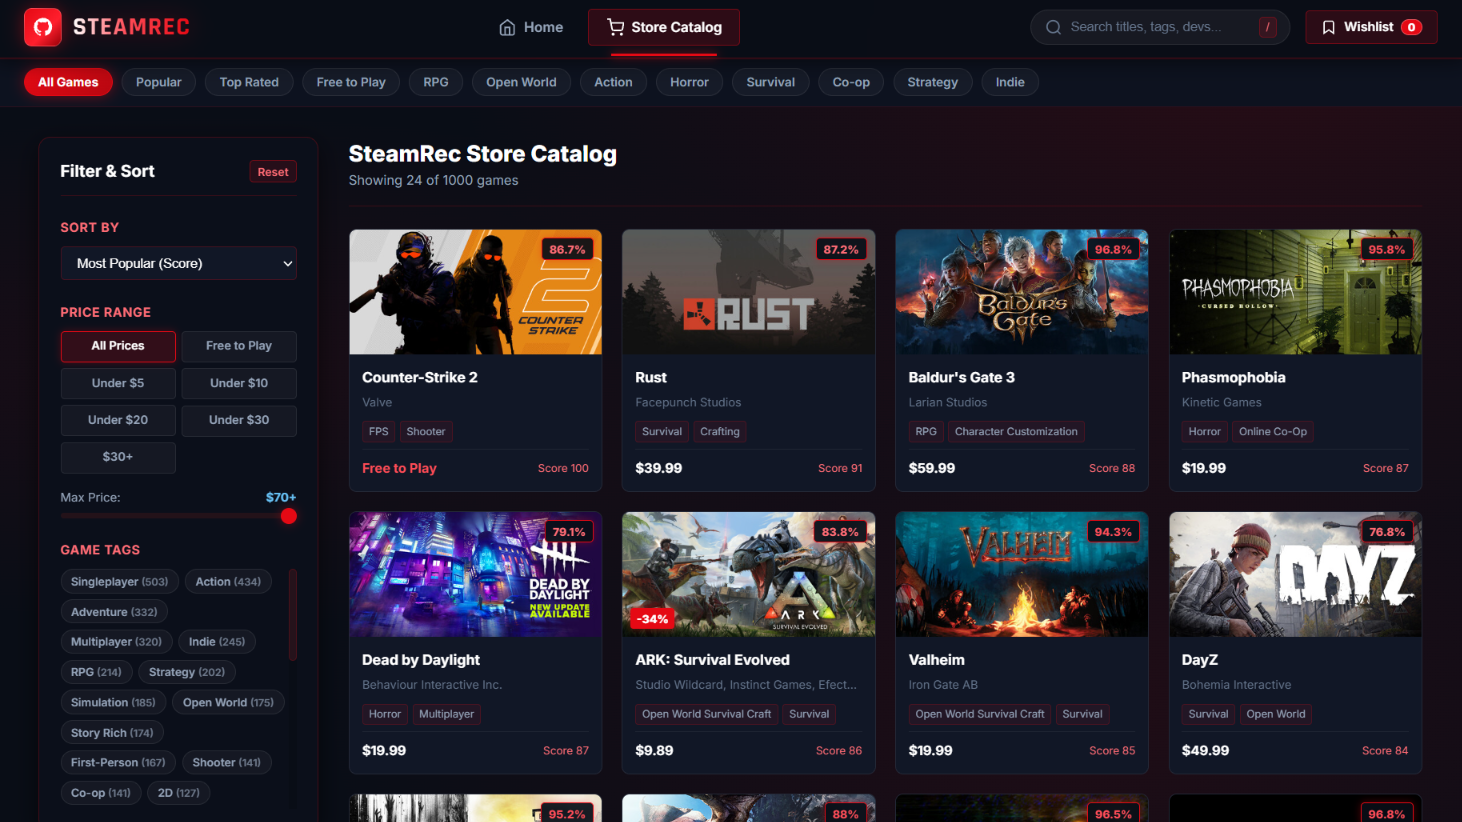 STEAMREC
Home
Store Catalog
Search titles, tags, devs...
/
Wishlist 0
All Games
Popular
Top Rated
Free to Play
RPG
Open World
Action
Horror
Survival
Co-op
Strategy
Indie
Filter & Sort
Reset
SORT BY
Most Popular (Score)
PRICE RANGE
All Prices
Free to Play
Under $5
Under $10
Under $20
Under $30
$30+
Max Price:
$70+
GAME TAGS
Singleplayer (503)
Action (434)
Adventure (332)
Multiplayer (320)
Indie (245)
RPG (214)
Strategy (202)
Simulation (185)
Open World (175)
Story Rich (174)
First-Person (167)
Shooter (141)
Co-op (141)
2D (127)
SteamRec Store Catalog
Showing 24 of 1000 games
86.7%
2
COUNTER
STRIKE
Counter-Strike 2
Valve
FPS
Shooter
Free to Play
Score 100
87.2%
RUST
Rust
Facepunch Studios
Survival
Crafting
$39.99
Score 91
96.8%
BALDUR'S
GATE
Baldur's Gate 3
Larian Studios
RPG
Character Customization
$59.99
Score 88
95.8%
PHASMOPHOBIA
CURSED HOLLOW
Phasmophobia
Kinetic Games
Horror
Online Co-Op
$19.99
Score 87
79.1%
DEAD BY
DAYLIGHT
NEW UPDATE
AVAILABLE
Dead by Daylight
Behaviour Interactive Inc.
Horror
Multiplayer
$19.99
Score 87
83.8%
-34%
ARK
SURVIVAL EVOLVED
ARK: Survival Evolved
Studio Wildcard, Instinct Games, Efect...
Open World Survival Craft
Survival
$9.89
Score 86
94.3%
VALHEIM
Valheim
Iron Gate AB
Open World Survival Craft
Survival
$19.99
Score 85
76.8%
DAYZ
DayZ
Bohemia Interactive
Survival
Open World
$49.99
Score 84
95.2%
88%
96.5%
96.8%